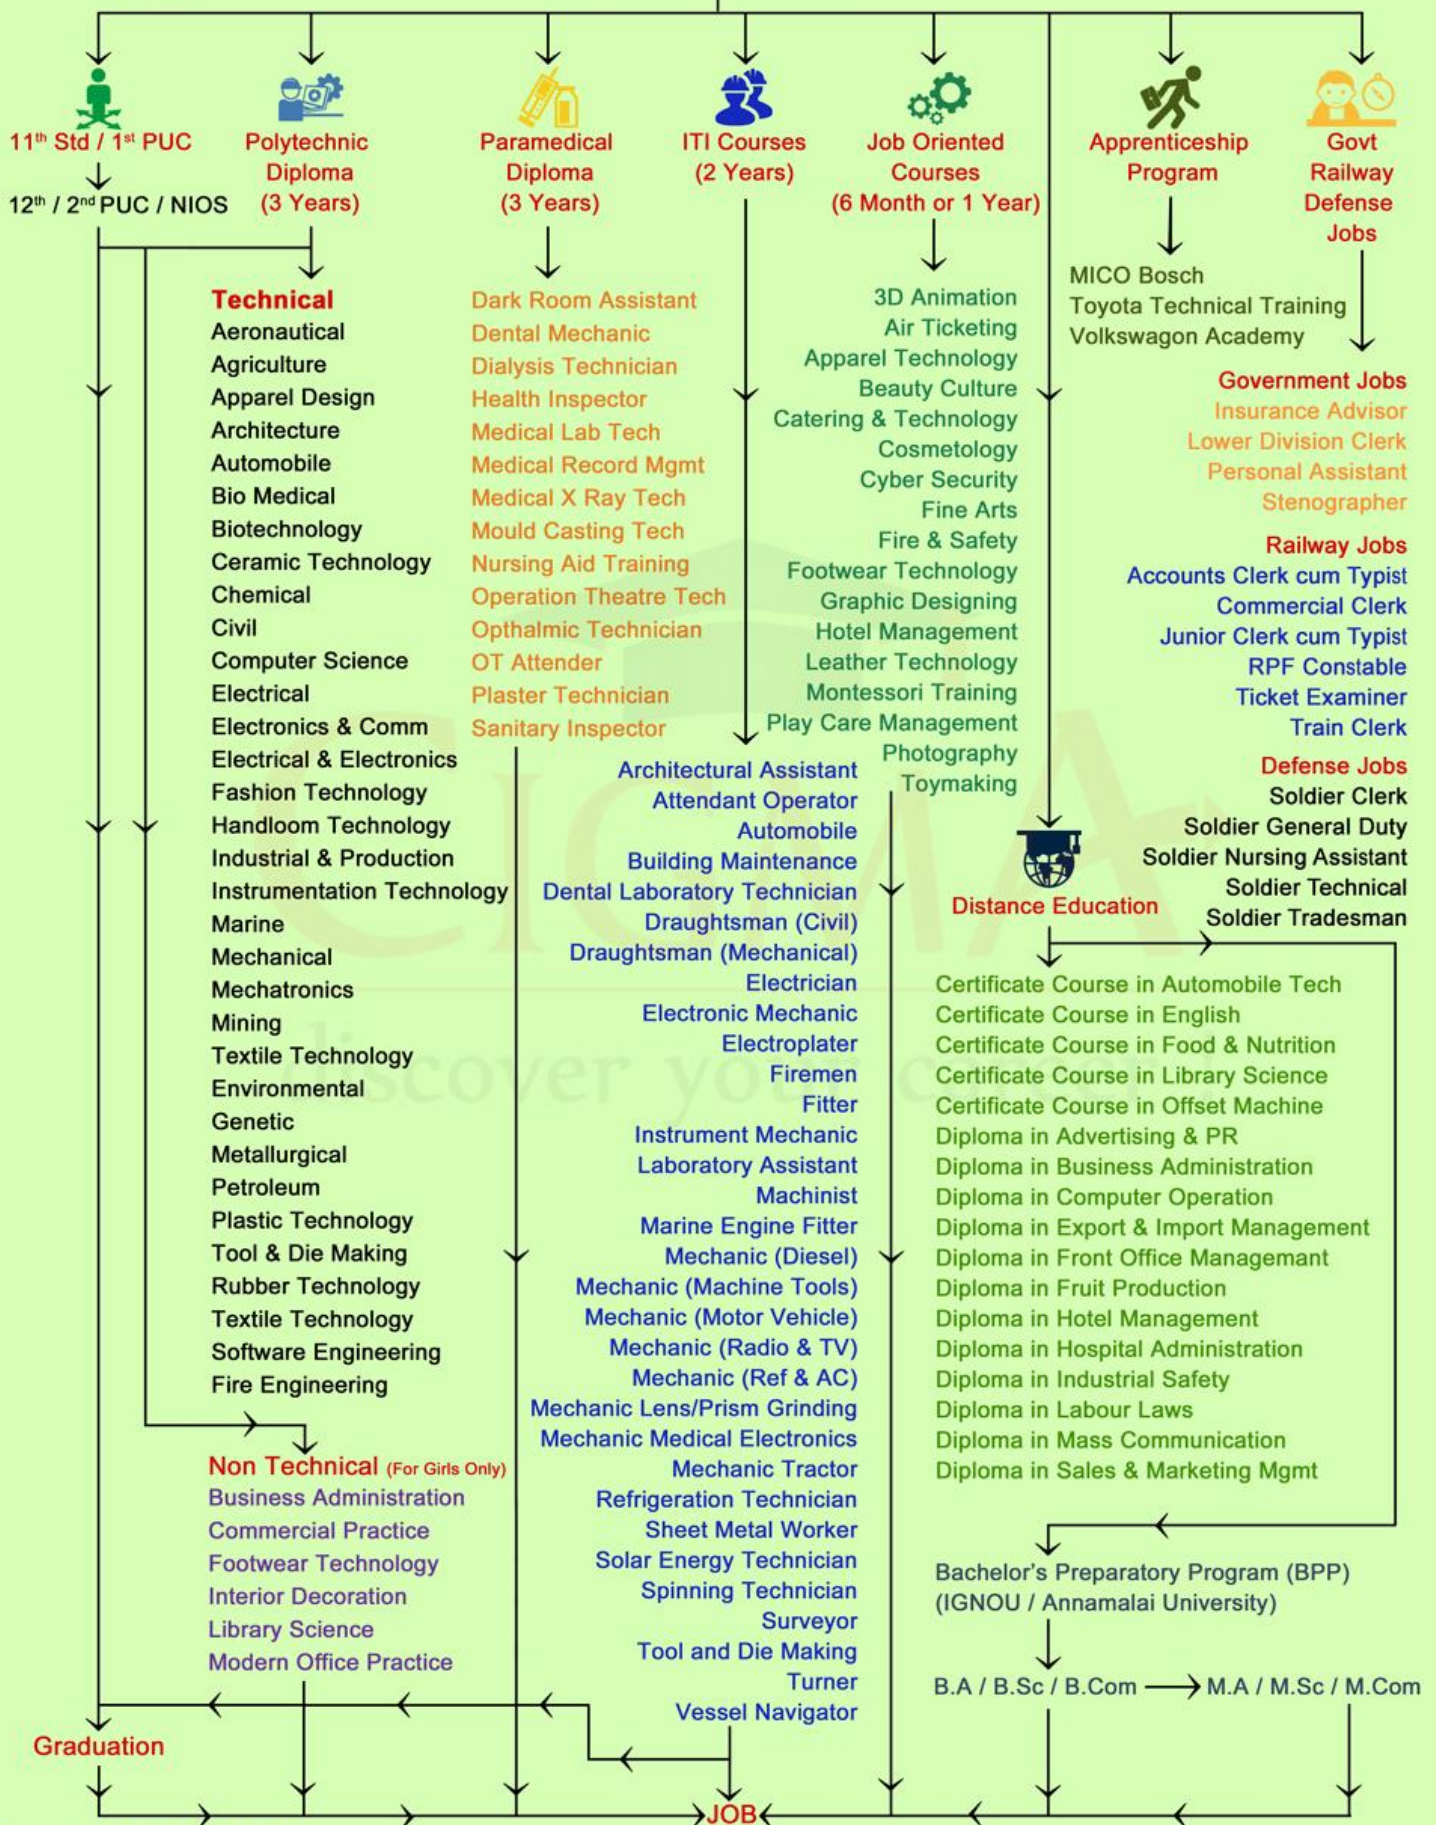 11th Std / 1st PUC
12th / 2nd PUC / NIOS
Polytechnic
Diploma
(3 Years)
Paramedical
Diploma
(3 Years)
ITI Courses
(2 Years)
Job Oriented
Courses
(6 Month or 1 Year)
Apprenticeship
Program
Govt
Railway
Defense
Jobs
Technical
Aeronautical
Agriculture
Apparel Design
Architecture
Automobile
Bio Medical
Biotechnology
Ceramic Technology
Chemical
Civil
Computer Science
Electrical
Electronics & Comm
Electrical & Electronics
Fashion Technology
Handloom Technology
Industrial & Production
Instrumentation Technology
Marine
Mechanical
Mechatronics
Mining
Textile Technology
Environmental
Genetic
Metallurgical
Petroleum
Plastic Technology
Tool & Die Making
Rubber Technology
Textile Technology
Software Engineering
Fire Engineering
Non Technical (For Girls Only)
Business Administration
Commercial Practice
Footwear Technology
Interior Decoration
Library Science
Modern Office Practice
Dark Room Assistant
Dental Mechanic
Dialysis Technician
Health Inspector
Medical Lab Tech
Medical Record Mgmt
Medical X Ray Tech
Mould Casting Tech
Nursing Aid Training
Operation Theatre Tech
Opthalmic Technician
OT Attender
Plaster Technician
Sanitary Inspector
Architectural Assistant
Attendant Operator
Automobile
Building Maintenance
Dental Laboratory Technician
Draughtsman (Civil)
Draughtsman (Mechanical)
Electrician
Electronic Mechanic
Electroplater
Firemen
Fitter
Instrument Mechanic
Laboratory Assistant
Machinist
Marine Engine Fitter
Mechanic (Diesel)
Mechanic (Machine Tools)
Mechanic (Motor Vehicle)
Mechanic (Radio & TV)
Mechanic (Ref & AC)
Mechanic Lens/Prism Grinding
Mechanic Medical Electronics
Mechanic Tractor
Refrigeration Technician
Sheet Metal Worker
Solar Energy Technician
Spinning Technician
Surveyor
Tool and Die Making
Turner
Vessel Navigator
3D Animation
Air Ticketing
Apparel Technology
Beauty Culture
Catering & Technology
Cosmetology
Cyber Security
Fine Arts
Fire & Safety
Footwear Technology
Graphic Designing
Hotel Management
Leather Technology
Montessori Training
Play Care Management
Photography
Toymaking
MICO Bosch
Toyota Technical Training
Volkswagon Academy
Government Jobs
Insurance Advisor
Lower Division Clerk
Personal Assistant
Stenographer
Railway Jobs
Accounts Clerk cum Typist
Commercial Clerk
Junior Clerk cum Typist
RPF Constable
Ticket Examiner
Train Clerk
Defense Jobs
Soldier Clerk
Soldier General Duty
Soldier Nursing Assistant
Soldier Technical
Soldier Tradesman
Distance Education
Certificate Course in Automobile Tech
Certificate Course in English
Certificate Course in Food & Nutrition
Certificate Course in Library Science
Certificate Course in Offset Machine
Diploma in Advertising & PR
Diploma in Business Administration
Diploma in Computer Operation
Diploma in Export & Import Management
Diploma in Front Office Managemant
Diploma in Fruit Production
Diploma in Hotel Management
Diploma in Hospital Administration
Diploma in Industrial Safety
Diploma in Labour Laws
Diploma in Mass Communication
Diploma in Sales & Marketing Mgmt
Bachelor's Preparatory Program (BPP)
(IGNOU / Annamalai University)
B.A / B.Sc / B.Com
M.A / M.Sc / M.Com
Graduation
JOB
CIGMA
discover your career !